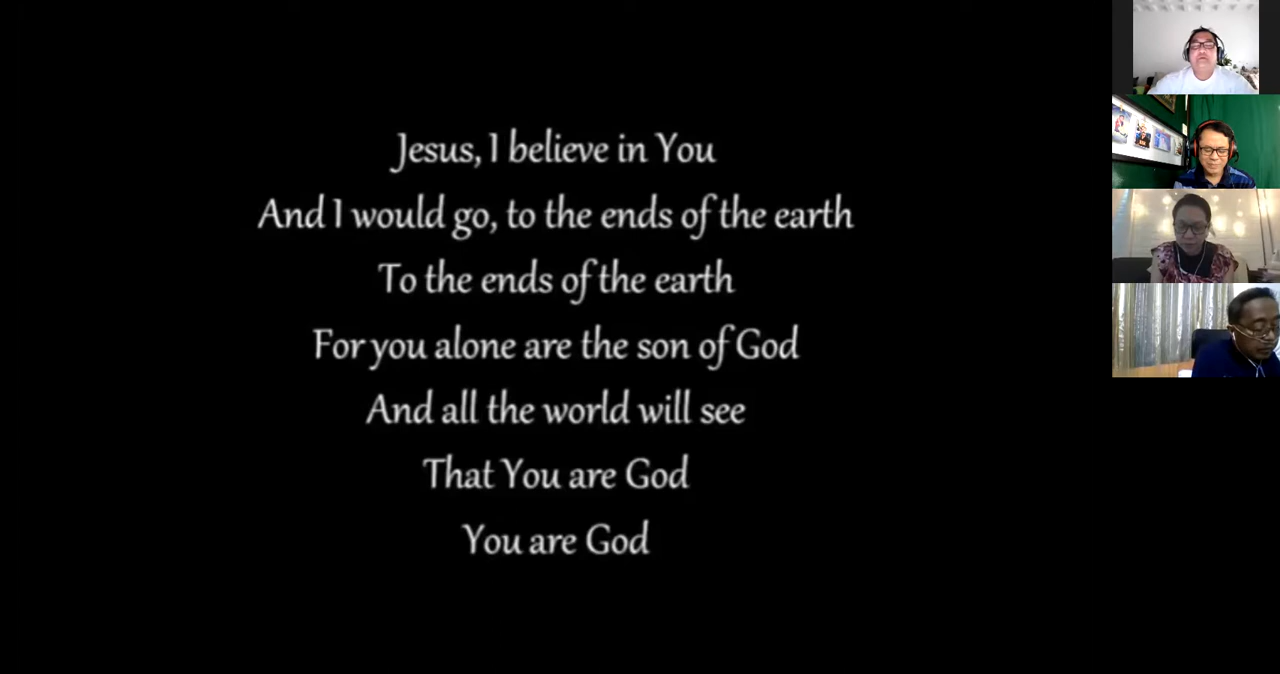 Jesus, I believe in You
And I would go, to the ends of the earth
To the ends of the earth
For you alone are the son of God
And all the world will see
That You are God
You are God